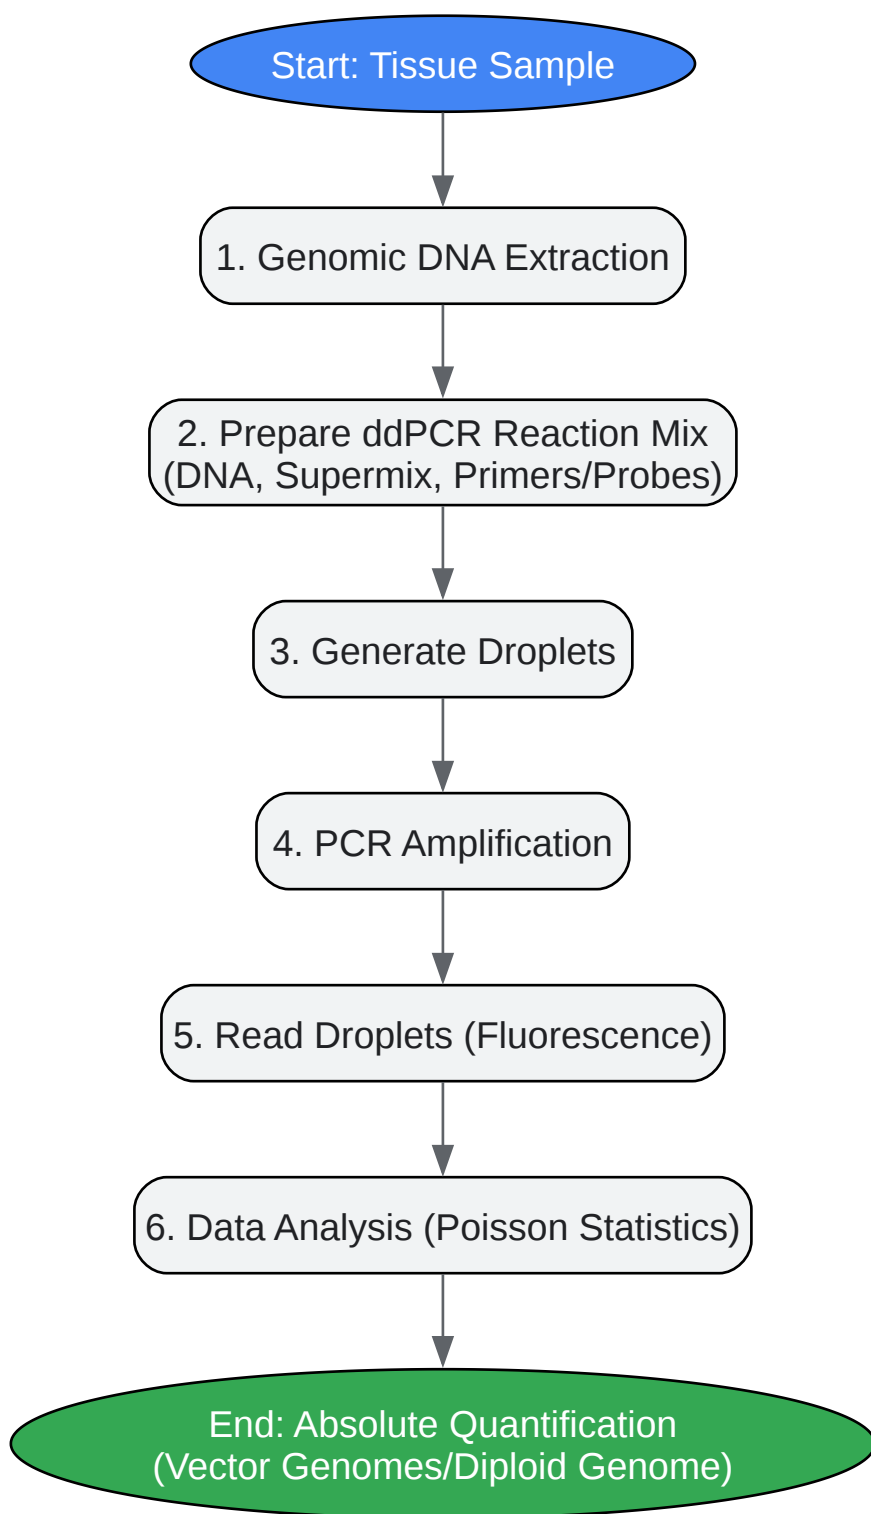 Start: Tissue Sample
1. Genomic DNA Extraction
2. Prepare ddPCR Reaction Mix
(DNA, Supermix, Primers/Probes)
3. Generate Droplets
4. PCR Amplification
5. Read Droplets (Fluorescence)
6. Data Analysis (Poisson Statistics)
End: Absolute Quantification
(Vector Genomes/Diploid Genome)